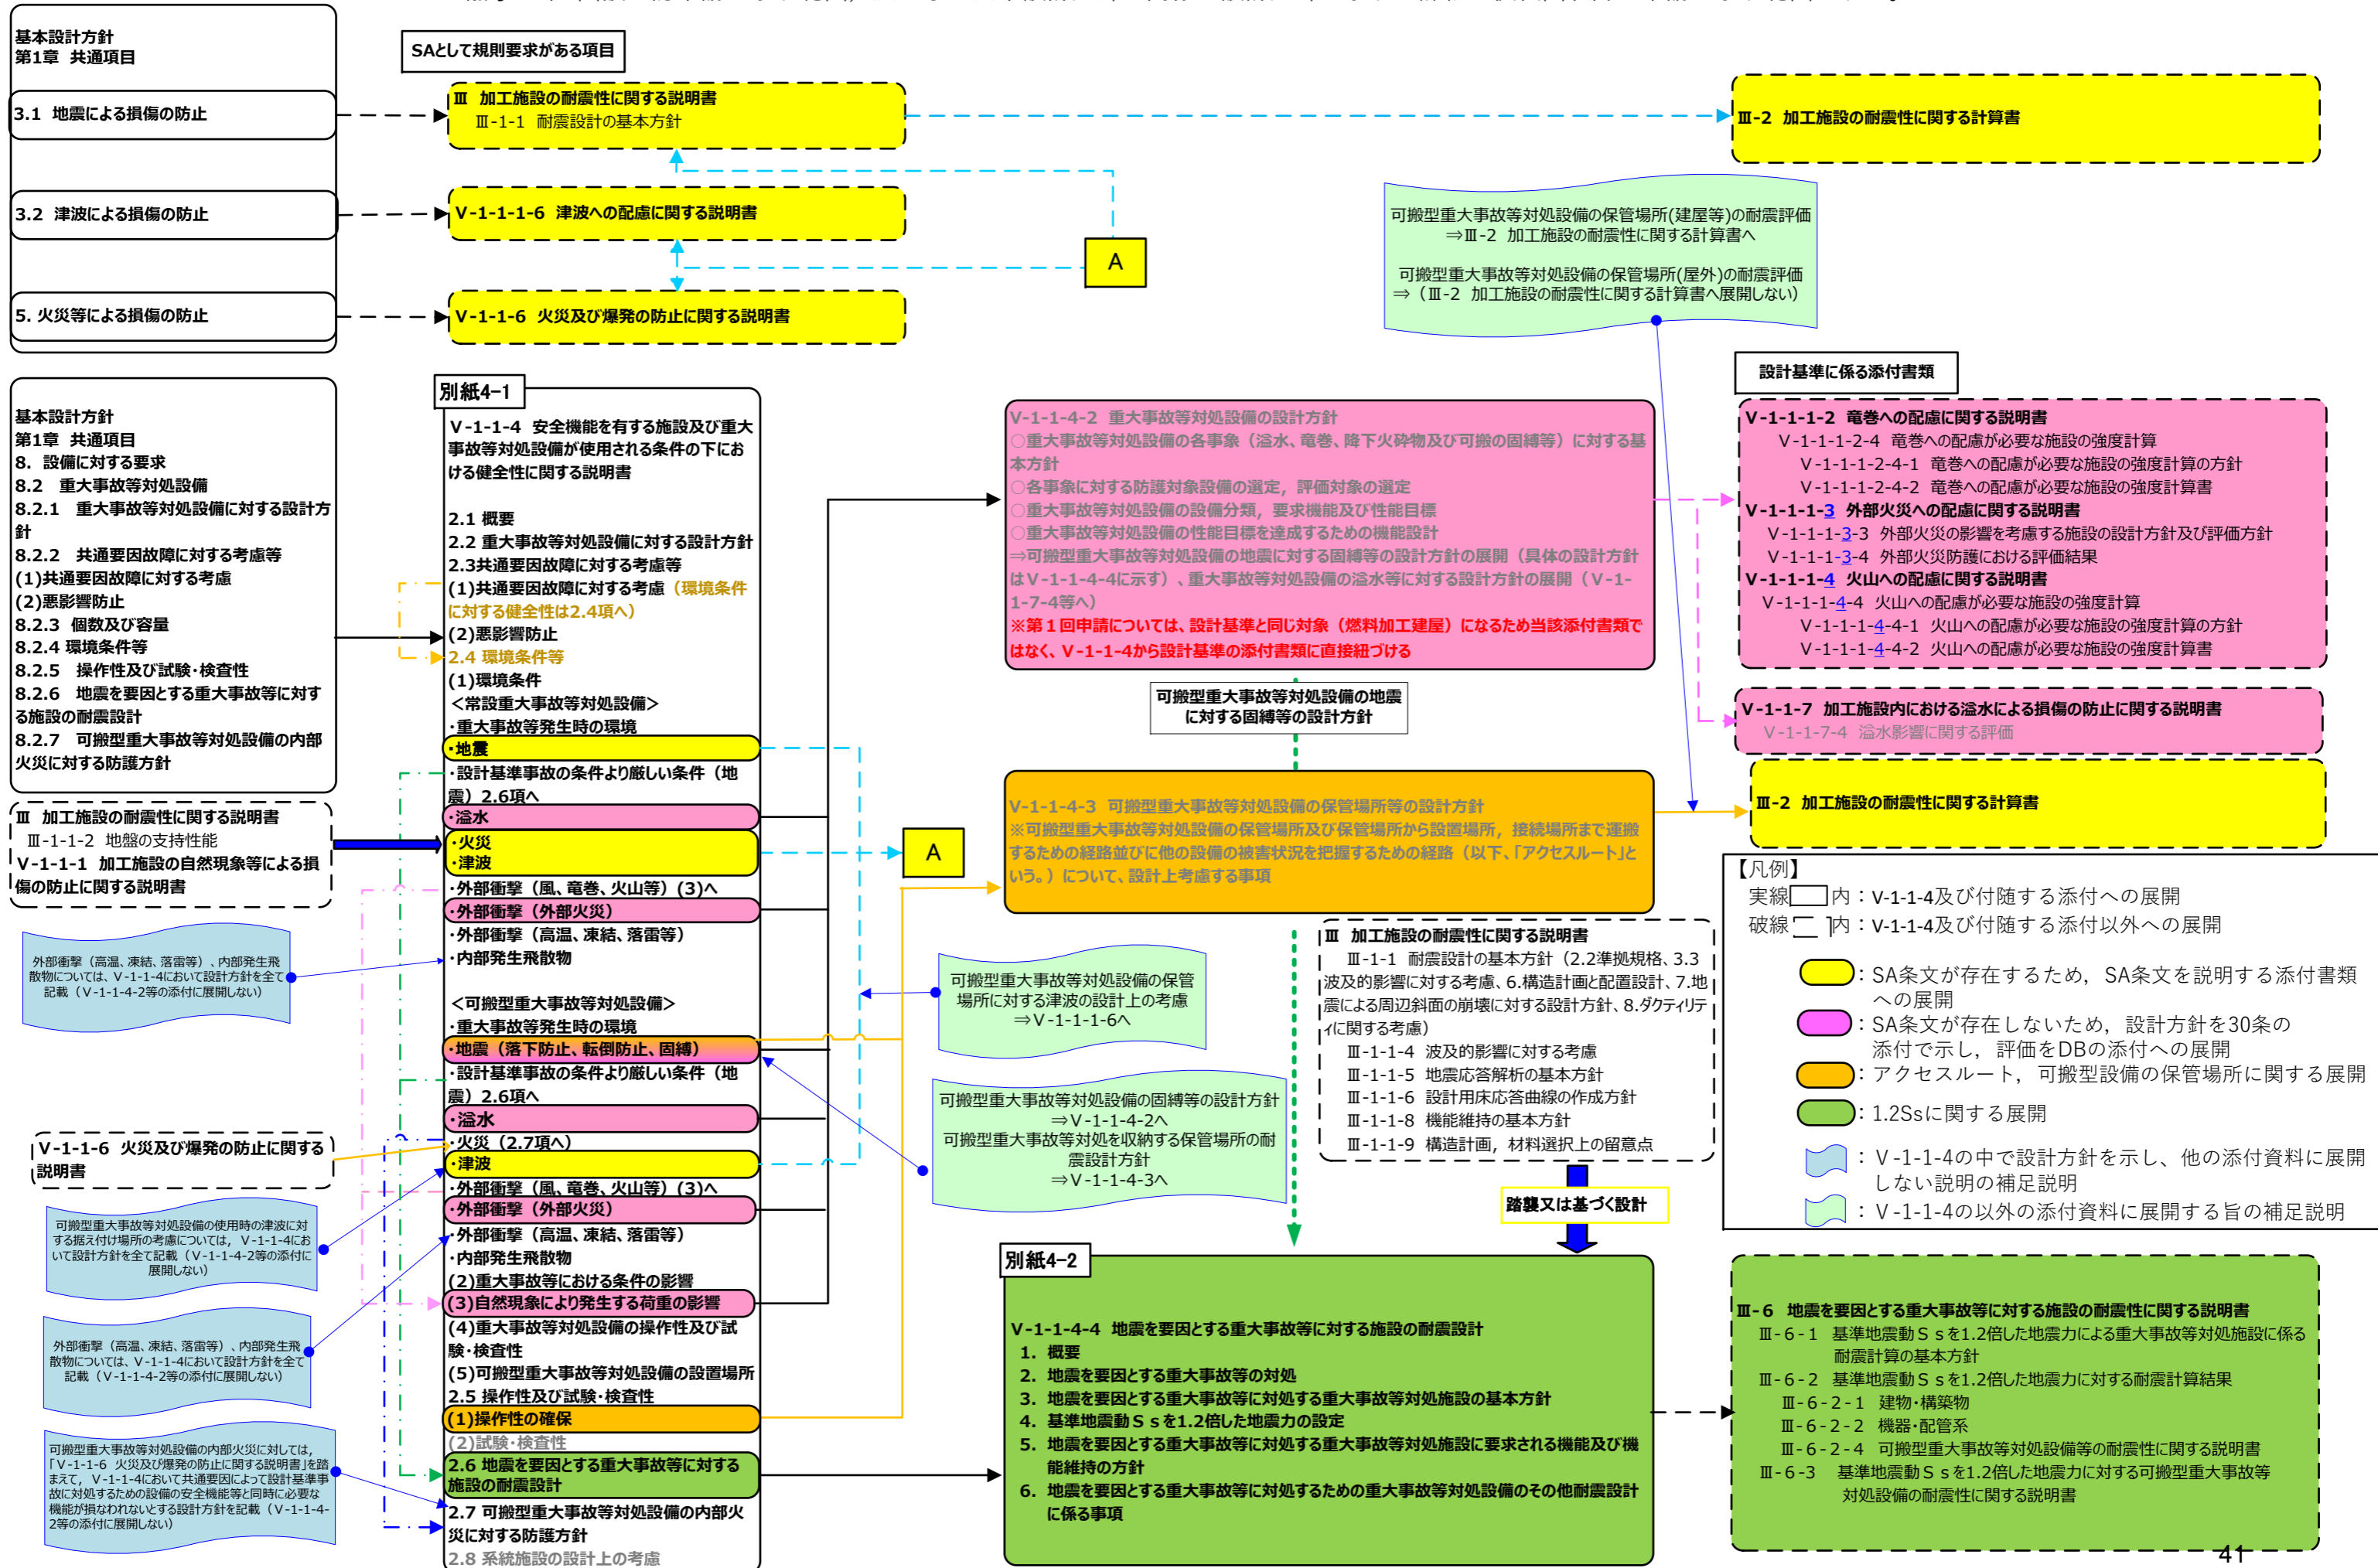 基本設計方針
第1章 共通項目
3.1 地震による損傷の防止
3.2 津波による損傷の防止
5. 火災等による損傷の防止
SAとして規則要求がある項目
Ⅲ 加工施設の耐震性に関する説明書
Ⅲ-1-1 耐震設計の基本方針
Ⅴ-1-1-1-6 津波への配慮に関する説明書
Ⅴ-1-1-6 火災及び爆発の防止に関する説明書
A
Ⅲ-2 加工施設の耐震性に関する計算書
可搬型重大事故等対処設備の保管場所(建屋等)の耐震評価
⇒Ⅲ-2 加工施設の耐震性に関する計算書へ
可搬型重大事故等対処設備の保管場所(屋外)の耐震評価
⇒（Ⅲ-2 加工施設の耐震性に関する計算書へ展開しない）
基本設計方針
第1章 共通項目
8. 設備に対する要求
8.2 重大事故等対処設備
8.2.1 重大事故等対処設備に対する設計方
針
8.2.2 共通要因故障に対する考慮等
(1)共通要因故障に対する考慮
(2)悪影響防止
8.2.3 個数及び容量
8.2.4 環境条件等
8.2.5 操作性及び試験・検査性
8.2.6 地震を要因とする重大事故等に対す
る施設の耐震設計
8.2.7 可搬型重大事故等対処設備の内部
火災に対する防護方針
Ⅲ 加工施設の耐震性に関する説明書
Ⅲ-1-1-2 地盤の支持性能
Ⅴ-1-1-1 加工施設の自然現象等による損
傷の防止に関する説明書
外部衝撃（高温、凍結、落雷等）、内部発生飛
散物については、Ⅴ-1-1-4において設計方針を全て
記載（Ⅴ-1-1-4-2等の添付に展開しない）
Ⅴ-1-1-6 火災及び爆発の防止に関する
説明書
可搬型重大事故等対処設備の使用時の津波に対
する据え付け場所の考慮については，Ⅴ-1-1-4にお
いて設計方針を全て記載（Ⅴ-1-1-4-2等の添付に
展開しない）
外部衝撃（高温、凍結、落雷等）、内部発生飛
散物については、Ⅴ-1-1-4において設計方針を全て
記載（Ⅴ-1-1-4-2等の添付に展開しない）
可搬型重大事故等対処設備の内部火災に対しては，
「Ⅴ-1-1-6 火災及び爆発の防止に関する説明書」を踏
まえて，Ⅴ-1-1-4において共通要因によって設計基準事
故に対処するための設備の安全機能等と同時に必要な
機能が損なわれないとする設計方針を記載（Ⅴ-1-1-4-
2等の添付に展開しない）
別紙4-1
Ⅴ-1-1-4 安全機能を有する施設及び重大
事故等対処設備が使用される条件の下にお
ける健全性に関する説明書
2.1 概要
2.2 重大事故等対処設備に対する設計方針
2.3共通要因故障に対する考慮等
(1)共通要因故障に対する考慮（環境条件
に対する健全性は2.4項へ）
(2)悪影響防止
2.4 環境条件等
(1)環境条件
＜常設重大事故等対処設備＞
・重大事故等発生時の環境
・地震
・設計基準事故の条件より厳しい条件（地
震）2.6項へ
・溢水
・火災
・津波
・外部衝撃（風、竜巻、火山等）(3)へ
・外部衝撃（外部火災）
・外部衝撃（高温、凍結、落雷等）
・内部発生飛散物
＜可搬型重大事故等対処設備＞
・重大事故等発生時の環境
・地震（落下防止、転倒防止、固縛）
・設計基準事故の条件より厳しい条件（地
震）2.6項へ
・溢水
・火災（2.7項へ）
・津波
・外部衝撃（風、竜巻、火山等）(3)へ
・外部衝撃（外部火災）
・外部衝撃（高温、凍結、落雷等）
・内部発生飛散物
(2)重大事故等における条件の影響
(3)自然現象により発生する荷重の影響
(4)重大事故等対処設備の操作性及び試
験・検査性
(5)可搬型重大事故等対処設備の設置場所
2.5 操作性及び試験・検査性
(1)操作性の確保
(2)試験・検査性
2.6 地震を要因とする重大事故等に対する
施設の耐震設計
2.7 可搬型重大事故等対処設備の内部火
災に対する防護方針
2.8 系統施設の設計上の考慮
A
Ⅴ-1-1-4-2 重大事故等対処設備の設計方針
○重大事故等対処設備の各事象（溢水、竜巻、降下火砕物及び可搬の固縛等）に対する基
本方針
○各事象に対する防護対象設備の選定，評価対象の選定
○重大事故等対処設備の設備分類，要求機能及び性能目標
○重大事故等対処設備の性能目標を達成するための機能設計
⇒可搬型重大事故等対処設備の地震に対する固縛等の設計方針の展開（具体の設計方針
はⅤ-1-1-4-4に示す）、重大事故等対処設備の溢水等に対する設計方針の展開（Ⅴ-1-
1-7-4等へ）
※第１回申請については、設計基準と同じ対象（燃料加工建屋）になるため当該添付書類で
はなく、Ⅴ-1-1-4から設計基準の添付書類に直接紐づける
可搬型重大事故等対処設備の地震
に対する固縛等の設計方針
Ⅴ-1-1-4-3 可搬型重大事故等対処設備の保管場所等の設計方針
※可搬型重大事故等対処設備の保管場所及び保管場所から設置場所，接続場所まで運搬
するための経路並びに他の設備の被害状況を把握するための経路（以下、「アクセスルート」と
いう。）について、設計上考慮する事項
可搬型重大事故等対処設備の保管
場所に対する津波の設計上の考慮
⇒Ⅴ-1-1-1-6へ
可搬型重大事故等対処設備の固縛等の設計方針
⇒Ⅴ-1-1-4-2へ
可搬型重大事故等対処を収納する保管場所の耐
震設計方針
⇒Ⅴ-1-1-4-3へ
Ⅲ 加工施設の耐震性に関する説明書
Ⅲ-1-1 耐震設計の基本方針（2.2準拠規格、3.3
波及的影響に対する考慮、6.構造計画と配置設計、7.地
震による周辺斜面の崩壊に対する設計方針、8.ダクティリテ
ィに関する考慮）
Ⅲ-1-1-4 波及的影響に対する考慮
Ⅲ-1-1-5 地震応答解析の基本方針
Ⅲ-1-1-6 設計用床応答曲線の作成方針
Ⅲ-1-1-8 機能維持の基本方針
Ⅲ-1-1-9 構造計画，材料選択上の留意点
踏襲又は基づく設計
別紙4-2
Ⅴ-1-1-4-4 地震を要因とする重大事故等に対する施設の耐震設計
1. 概要
2. 地震を要因とする重大事故等の対処
3. 地震を要因とする重大事故等に対処する重大事故等対処施設の基本方針
4. 基準地震動Ｓｓを1.2倍した地震力の設定
5. 地震を要因とする重大事故等に対処する重大事故等対処施設に要求される機能及び機
能維持の方針
6. 地震を要因とする重大事故等に対処するための重大事故等対処設備のその他耐震設計
に係る事項
設計基準に係る添付書類
Ⅴ-1-1-1-2 竜巻への配慮に関する説明書
Ⅴ-1-1-1-2-4 竜巻への配慮が必要な施設の強度計算
Ⅴ-1-1-1-2-4-1 竜巻への配慮が必要な施設の強度計算の方針
Ⅴ-1-1-1-2-4-2 竜巻への配慮が必要な施設の強度計算書
Ⅴ-1-1-1-3 外部火災への配慮に関する説明書
Ⅴ-1-1-1-3-3 外部火災の影響を考慮する施設の設計方針及び評価方針
Ⅴ-1-1-1-3-4 外部火災防護における評価結果
Ⅴ-1-1-1-4 火山への配慮に関する説明書
Ⅴ-1-1-1-4-4 火山への配慮が必要な施設の強度計算
Ⅴ-1-1-1-4-4-1 火山への配慮が必要な施設の強度計算の方針
Ⅴ-1-1-1-4-4-2 火山への配慮が必要な施設の強度計算書
Ⅴ-1-1-7 加工施設内における溢水による損傷の防止に関する説明書
Ⅴ-1-1-7-4 溢水影響に関する評価
Ⅲ-2 加工施設の耐震性に関する計算書
【凡例】
実線 内：V-1-1-4及び付随する添付への展開
破線 内：V-1-1-4及び付随する添付以外への展開
：SA条文が存在するため，SA条文を説明する添付書類
への展開
：SA条文が存在しないため，設計方針を30条の
添付で示し，評価をDBの添付への展開
：アクセスルート，可搬型設備の保管場所に関する展開
：1.2Ssに関する展開
：Ⅴ-1-1-4の中で設計方針を示し、他の添付資料に展開
しない説明の補足説明
：Ⅴ-1-1-4の以外の添付資料に展開する旨の補足説明
Ⅲ-6 地震を要因とする重大事故等に対する施設の耐震性に関する説明書
Ⅲ-6-1 基準地震動Ｓｓを1.2倍した地震力による重大事故等対処施設に係る
耐震計算の基本方針
Ⅲ-6-2 基準地震動Ｓｓを1.2倍した地震力に対する耐震計算結果
Ⅲ-6-2-1 建物・構築物
Ⅲ-6-2-2 機器・配管系
Ⅲ-6-2-4 可搬型重大事故等対処設備等の耐震性に関する説明書
Ⅲ-6-3 基準地震動Ｓｓを1.2倍した地震力に対する可搬型重大事故等
対処設備の耐震性に関する説明書
41